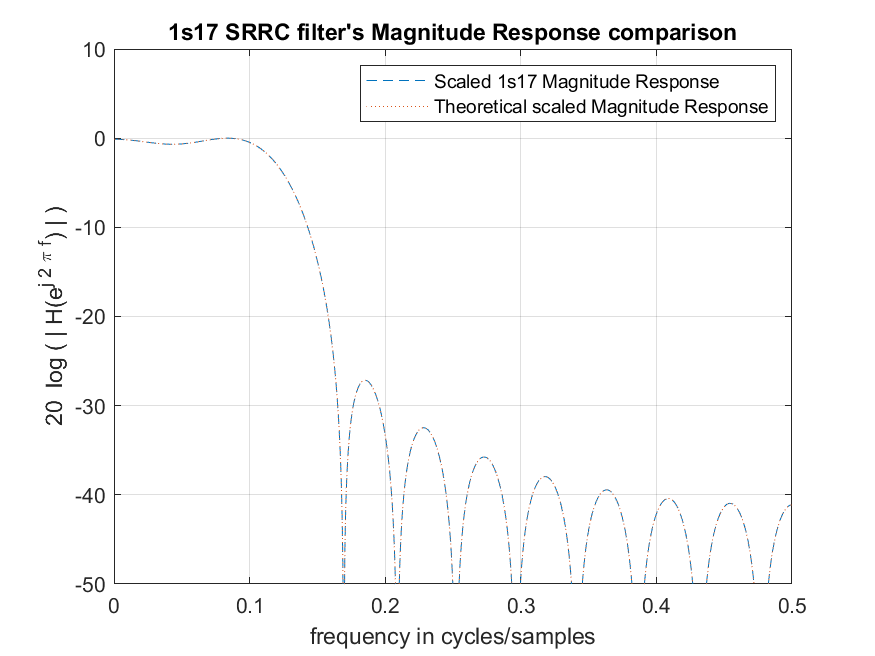 1s17 SRRC filter's Magnitude Response comparison
Scaled 1s17 Magnitude Response
Theoretical scaled Magnitude Response
20 log ( | H(e^{j 2 π f}) | )
10
0
-10
-20
-30
-40
-50
0 0.1 0.2 0.3 0.4 0.5
frequency in cycles/samples